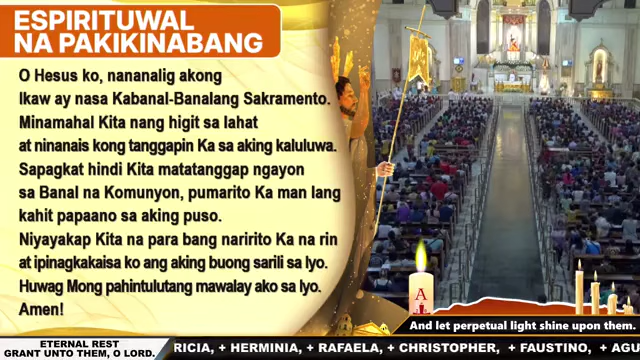 ESPIRITUWAL
NA PAKIKINABANG
O Hesus ko, nananalig akong
Ikaw ay nasa Kabanal-Banalang Sakramento.
Minamahal Kita nang higit sa lahat
at ninanais kong tanggapin Ka sa aking kaluluwa.
Sapagkat hindi Kita matatanggap ngayon
sa Banal na Komunyon, pumarito Ka man lang
kahit papaano sa aking puso.
Niyayakap Kita na para bang naririto Ka na rin
at ipinagkakaisa ko ang aking buong sarili sa Iyo.
Huwag Mong pahintulutang mawalay ako sa Iyo.
Amen!
A
And let perpetual light shine upon them.
ETERNAL REST
GRANT UNTO THEM, O LORD.
RICIA, + HERMINIA, + RAFAELA, + CHRISTOPHER, + FAUSTINO, + AGU